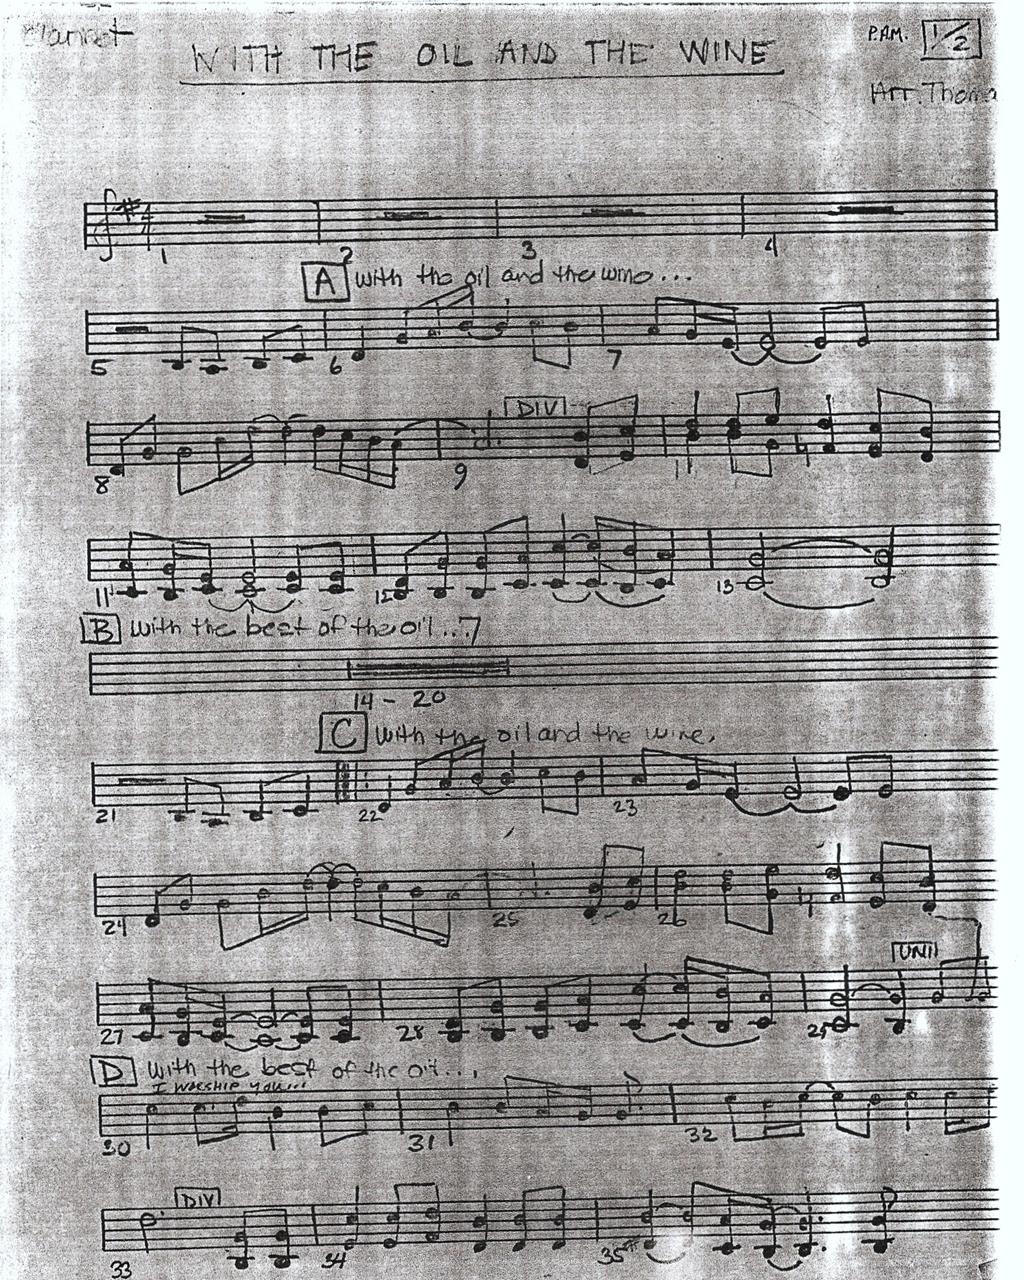 Clarinet
P.A.M. 1/2
WITH THE OIL AND THE WINE
Arr. Thoma
1 2 3 4
A with the oil and the wine...
5 6 7
DIV
8 9
11 12 13
B with the best of the oil...7
14 - 20
C with the oil and the wine,
21 22 23
24 25 26
UNI
27 28 29
D with the best of the oil...
I WORSHIP YOU...
30 31 32
DIV
33 34 35